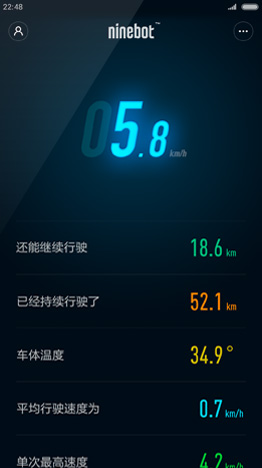 22:48
ninebot™
05.8 km/h
还能继续行驶 18.6 km
已经持续行驶了 52.1 km
车体温度 34.9°
平均行驶速度为 0.7 km/h
单次最高速度 4.2 km/h